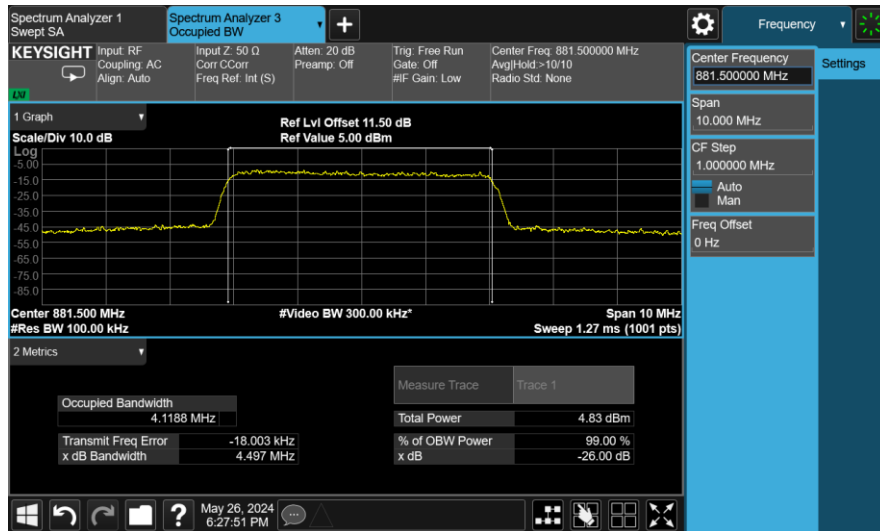 Spectrum Analyzer 1
Swept SA
Spectrum Analyzer 3
Occupied BW
+
Frequency
KEYSIGHT
Input: RF
Coupling: AC
Align: Auto
Input Z: 50 Ω
Corr CCorr
Freq Ref: Int (S)
Atten: 20 dB
Preamp: Off
Trig: Free Run
Gate: Off
#IF Gain: Low
Center Freq: 881.500000 MHz
Avg|Hold:>10/10
Radio Std: None
LXI
Center Frequency
881.500000 MHz
Settings
Span
10.000 MHz
CF Step
1.000000 MHz
Auto
Man
Freq Offset
0 Hz
1 Graph
Scale/Div 10.0 dB
Ref Lvl Offset 11.50 dB
Ref Value 5.00 dBm
Log
-5.00
-15.0
-25.0
-35.0
-45.0
-55.0
-65.0
-75.0
-85.0
Center 881.500 MHz
#Res BW 100.00 kHz
#Video BW 300.00 kHz*
Span 10 MHz
Sweep 1.27 ms (1001 pts)
2 Metrics
Measure Trace
Trace 1
Occupied Bandwidth
4.1188 MHz
Total Power
4.83 dBm
Transmit Freq Error
-18.003 kHz
% of OBW Power
99.00 %
x dB Bandwidth
4.497 MHz
x dB
-26.00 dB
?
May 26, 2024
6:27:51 PM